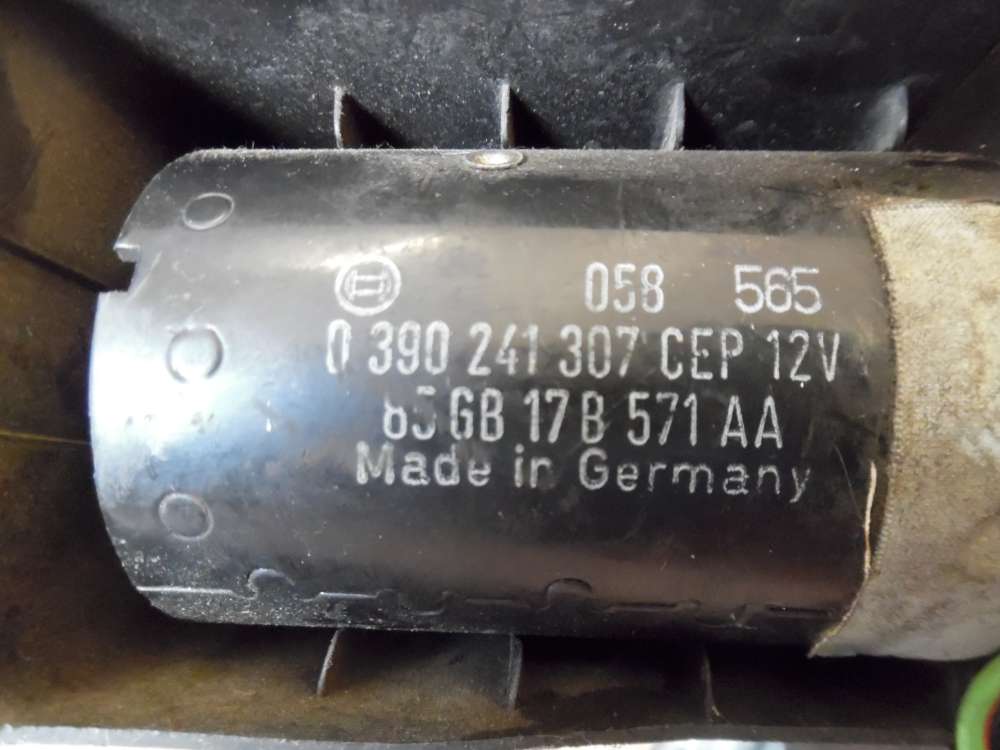 058 565
0 390 241 307 CEP 12V
85 GB 17B 571 AA
Made in Germany